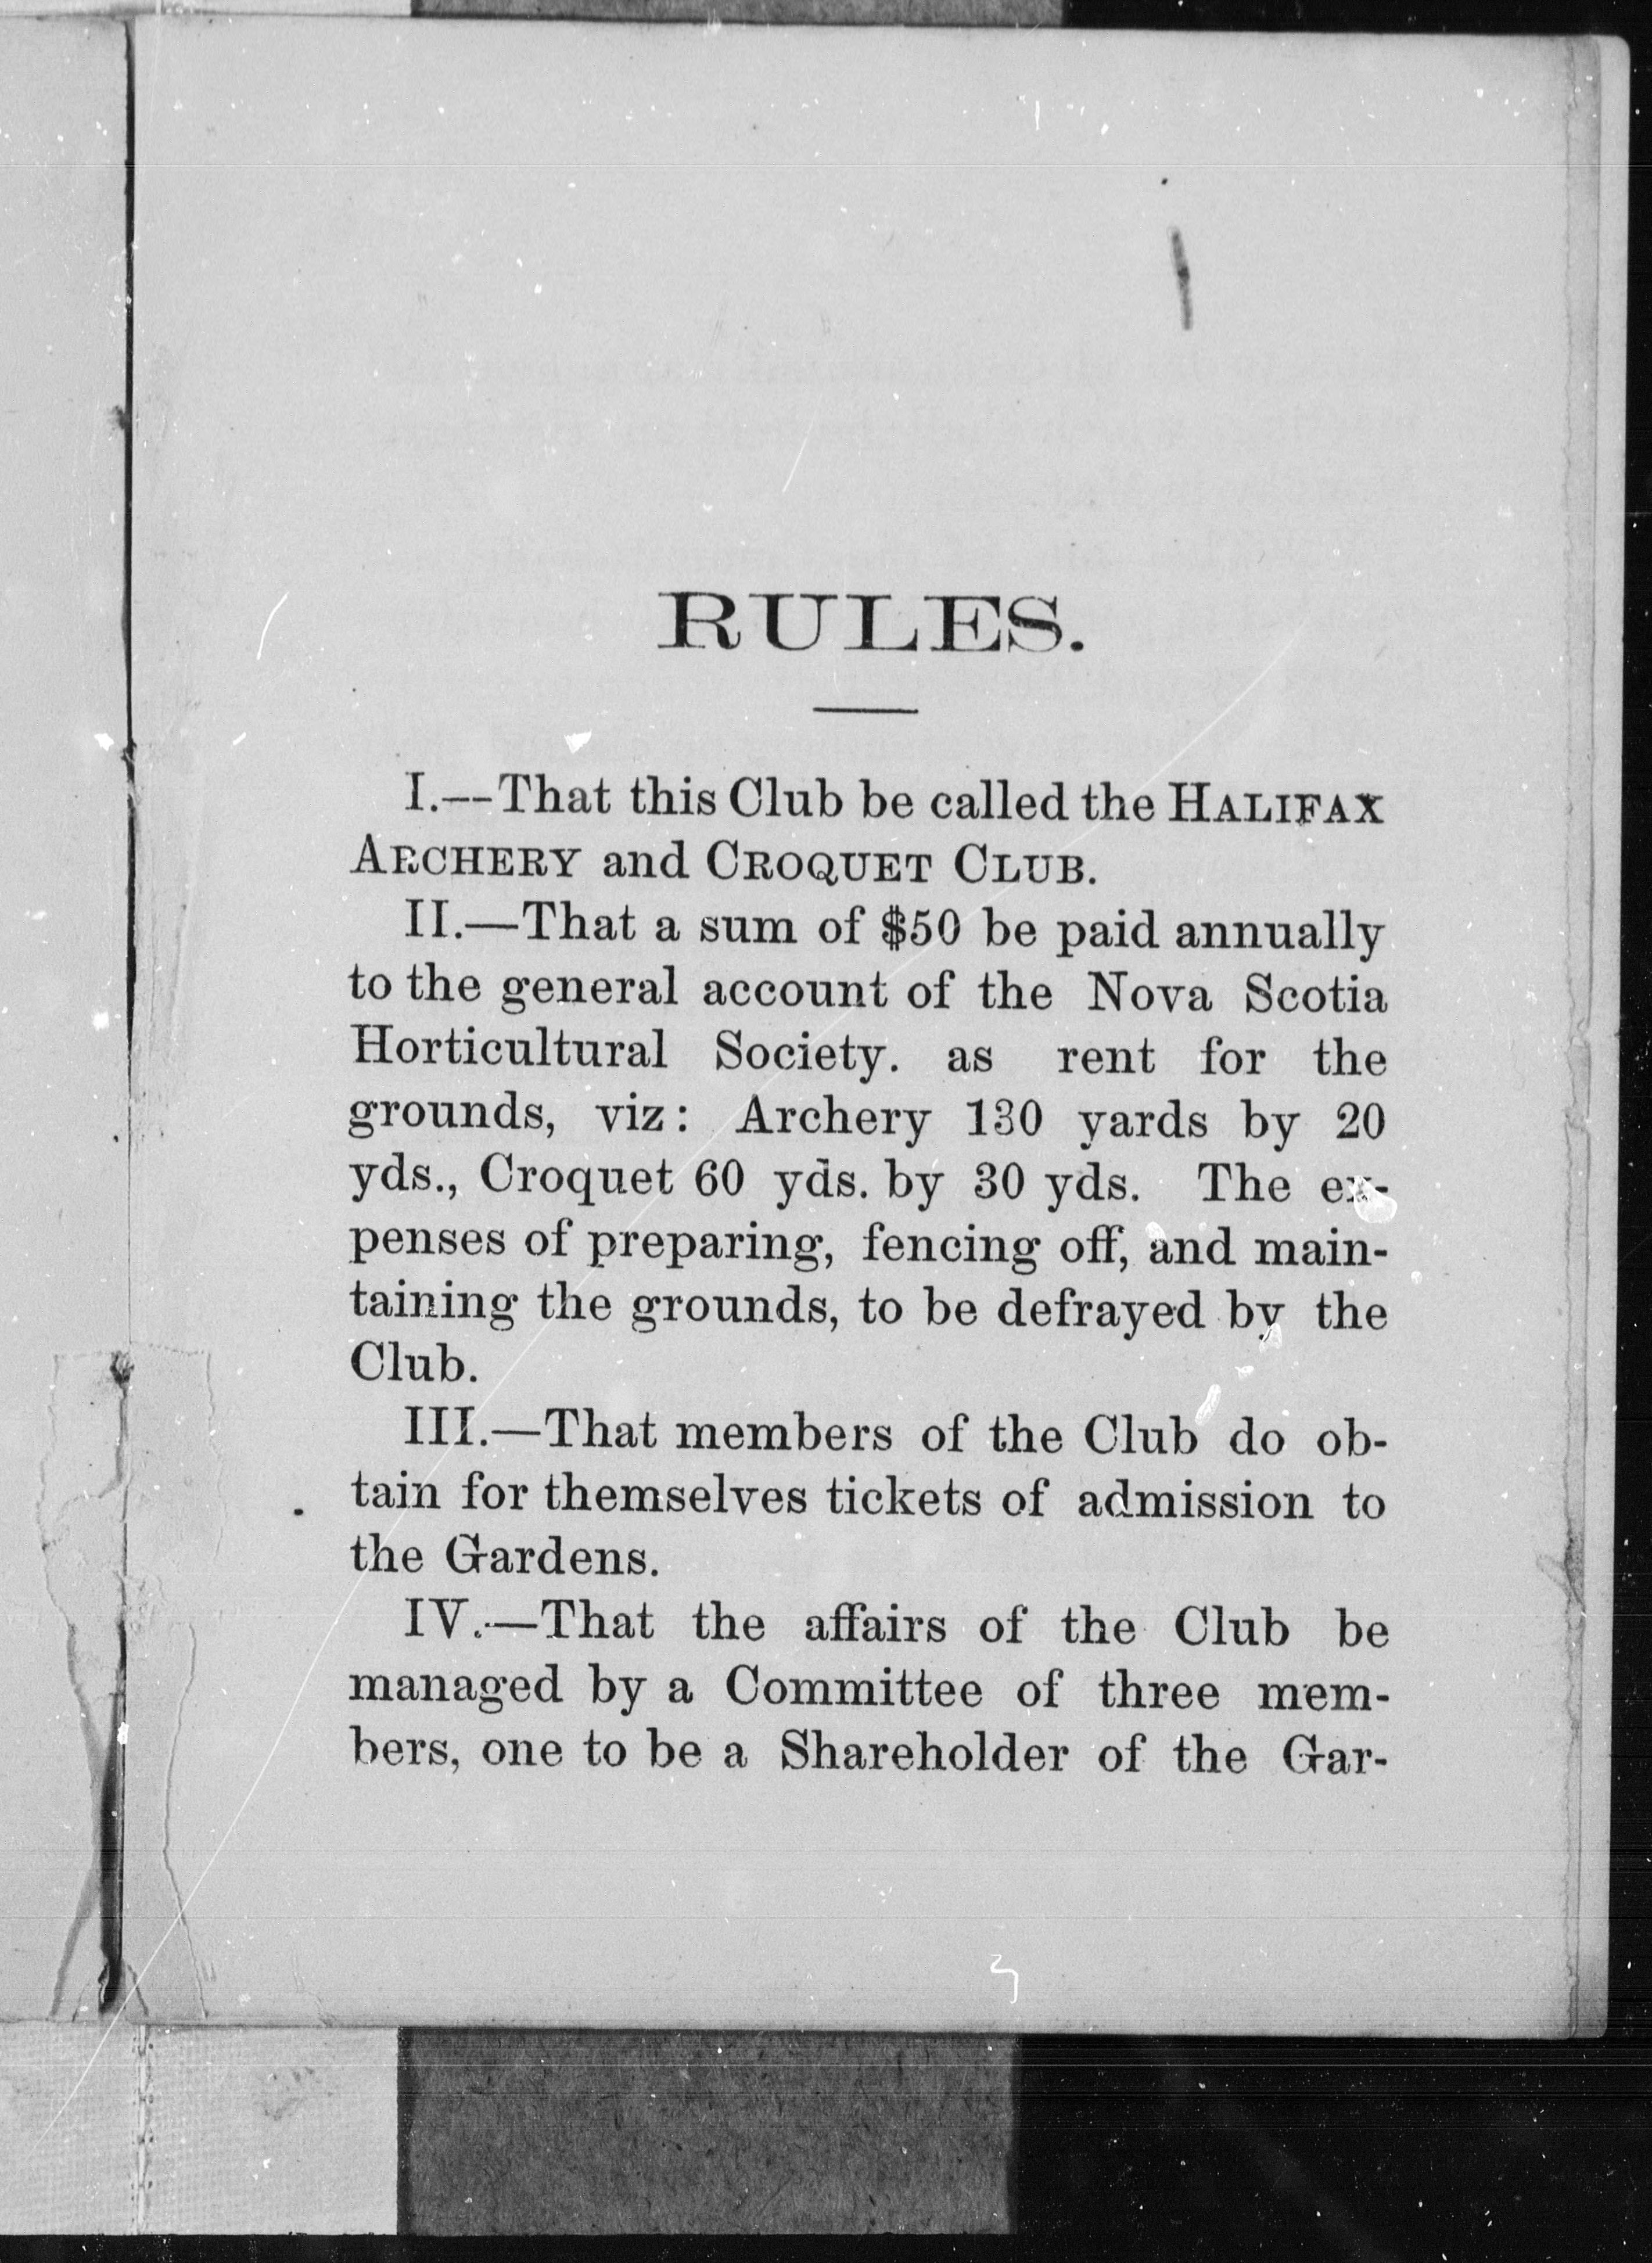 RULES.
I.--That this Club be called the HALIFAX
ARCHERY and CROQUET CLUB.
II.—That a sum of $50 be paid annually
to the general account of the Nova Scotia
Horticultural Society. as rent for the
grounds, viz: Archery 130 yards by 20
yds., Croquet 60 yds. by 30 yds. The ex-
penses of preparing, fencing off, and main-
taining the grounds, to be defrayed by the
Club.
III.—That members of the Club do ob-
tain for themselves tickets of admission to
the Gardens.
IV.—That the affairs of the Club be
managed by a Committee of three mem-
bers, one to be a Shareholder of the Gar-